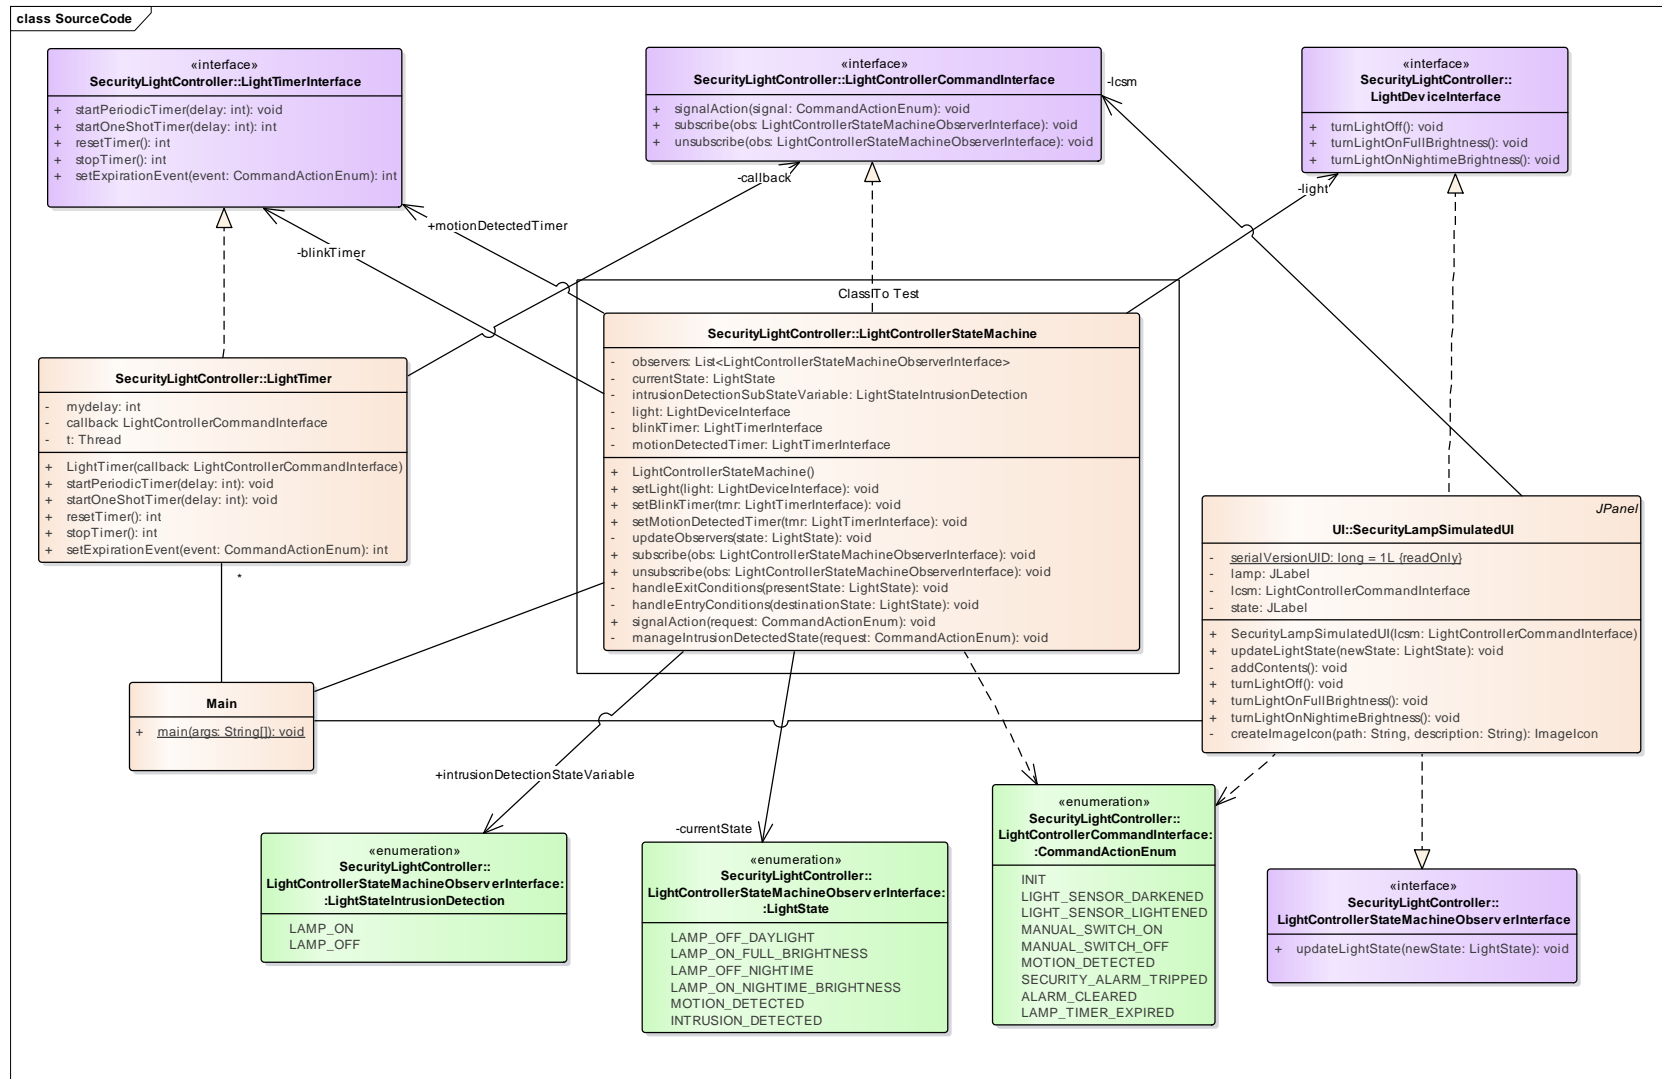 class SourceCode
«interface»
SecurityLightController::LightTimerInterface
+ startPeriodicTimer(delay: int): void
+ startOneShotTimer(delay: int): int
+ resetTimer(): int
+ stopTimer(): int
+ setExpirationEvent(event: CommandActionEnum): int
«interface»
SecurityLightController::LightControllerCommandInterface
+ signalAction(signal: CommandActionEnum): void
+ subscribe(obs: LightControllerStateMachineObserverInterface): void
+ unsubscribe(obs: LightControllerStateMachineObserverInterface): void
-lcsm
«interface»
SecurityLightController::
LightDeviceInterface
+ turnLightOff(): void
+ turnLightOnFullBrightness(): void
+ turnLightOnNightimeBrightness(): void
-callback
-light
+motionDetectedTimer
-blinkTimer
Class To Test
SecurityLightController::LightControllerStateMachine
- observers: List<LightControllerStateMachineObserverInterface>
- currentState: LightState
- intrusionDetectionSubStateVariable: LightStateIntrusionDetection
- light: LightDeviceInterface
- blinkTimer: LightTimerInterface
- motionDetectedTimer: LightTimerInterface
+ LightControllerStateMachine()
+ setLight(light: LightDeviceInterface): void
+ setBlinkTimer(tmr: LightTimerInterface): void
+ setMotionDetectedTimer(tmr: LightTimerInterface): void
- updateObservers(state: LightState): void
+ subscribe(obs: LightControllerStateMachineObserverInterface): void
+ unsubscribe(obs: LightControllerStateMachineObserverInterface): void
- handleExitConditions(presentState: LightState): void
- handleEntryConditions(destinationState: LightState): void
+ signalAction(request: CommandActionEnum): void
- manageIntrusionDetectedState(request: CommandActionEnum): void
SecurityLightController::LightTimer
- mydelay: int
- callback: LightControllerCommandInterface
- t: Thread
+ LightTimer(callback: LightControllerCommandInterface)
+ startPeriodicTimer(delay: int): void
+ startOneShotTimer(delay: int): void
+ resetTimer(): int
+ stopTimer(): int
+ setExpirationEvent(event: CommandActionEnum): int
*
JPanel
UI::SecurityLampSimulatedUI
- serialVersionUID: long = 1L {readOnly}
- lamp: JLabel
- lcsm: LightControllerCommandInterface
- state: JLabel
+ SecurityLampSimulatedUI(lcsm: LightControllerCommandInterface)
+ updateLightState(newState: LightState): void
- addContents(): void
+ turnLightOff(): void
+ turnLightOnFullBrightness(): void
+ turnLightOnNightimeBrightness(): void
- createImageIcon(path: String, description: String): ImageIcon
Main
+ main(args: String[]): void
+intrusionDetectionStateVariable
-currentState
«enumeration»
SecurityLightController::
LightControllerStateMachineObserverInterface:
:LightStateIntrusionDetection
LAMP_ON
LAMP_OFF
«enumeration»
SecurityLightController::
LightControllerStateMachineObserverInterface:
:LightState
LAMP_OFF_DAYLIGHT
LAMP_ON_FULL_BRIGHTNESS
LAMP_OFF_NIGHTIME
LAMP_ON_NIGHTIME_BRIGHTNESS
MOTION_DETECTED
INTRUSION_DETECTED
«enumeration»
SecurityLightController::
LightControllerCommandInterface:
:CommandActionEnum
INIT
LIGHT_SENSOR_DARKENED
LIGHT_SENSOR_LIGHTENED
MANUAL_SWITCH_ON
MANUAL_SWITCH_OFF
MOTION_DETECTED
SECURITY_ALARM_TRIPPED
ALARM_CLEARED
LAMP_TIMER_EXPIRED
«interface»
SecurityLightController::
LightControllerStateMachineObserverInterface
+ updateLightState(newState: LightState): void